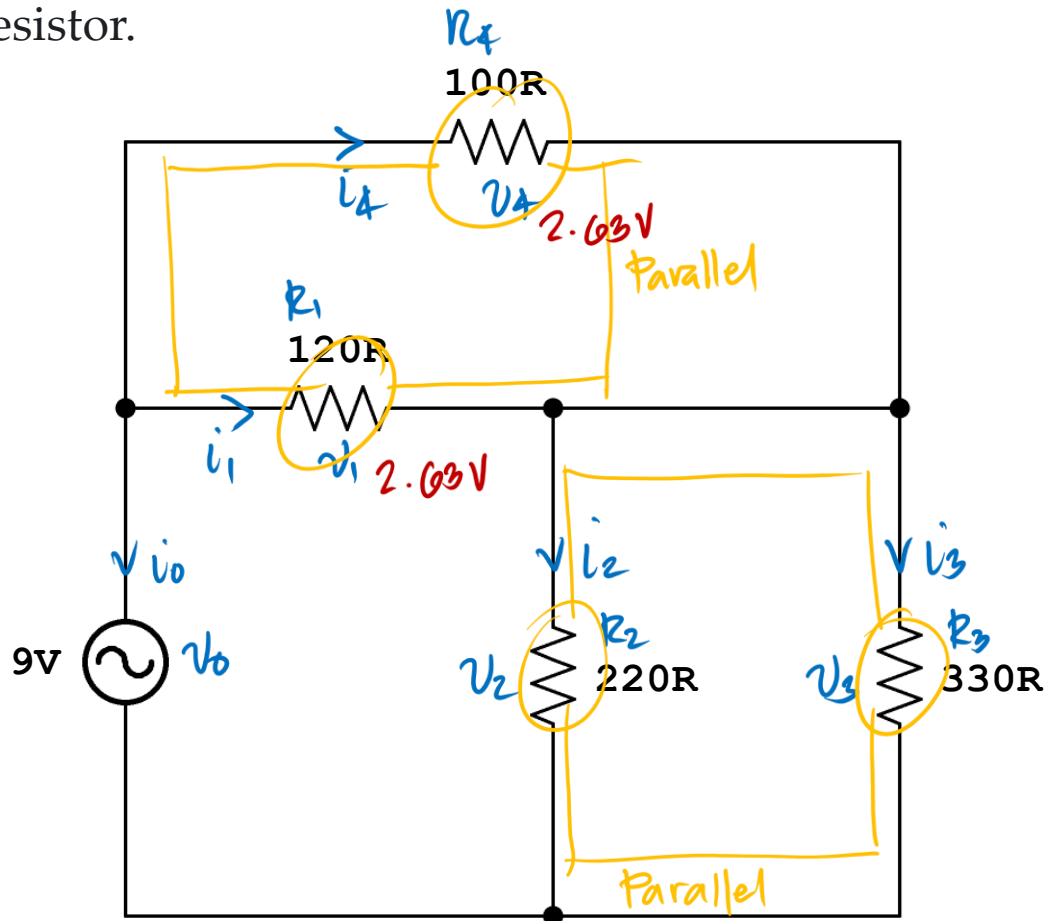 esistor.
R4
100R
i4
v4
2.63V
Parallel
R1
120R
i1
v1
2.63V
i0
i2
i3
9V
v0
v2
R2
220R
v3
R3
330R
Parallel